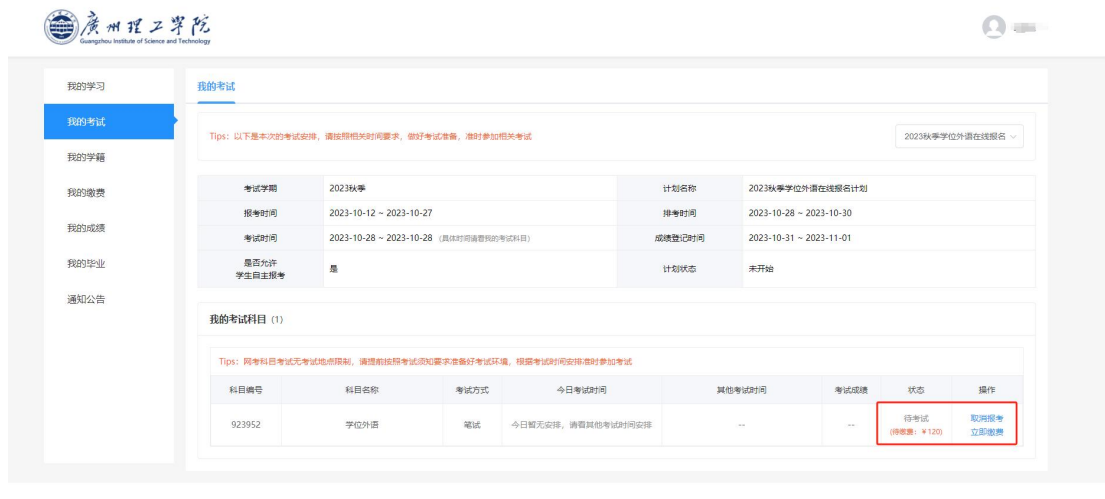 廣州理工学院
Guangzhou Institute of Science and Technology
我的学习
我的考试
我的学籍
我的缴费
我的成绩
我的毕业
通知公告
我的考试
Tips：以下是本次的考试安排，请按照相关时间要求，做好考试准备，准时参加相关考试
2023秋季学位外语在线报名
考试学期 2023秋季 计划名称 2023秋季学位外语在线报名计划
报考时间 2023-10-12 ~ 2023-10-27 排考时间 2023-10-28 ~ 2023-10-30
考试时间 2023-10-28 ~ 2023-10-28 （具体时间请看我的考试科目） 成绩登记时间 2023-10-31 ~ 2023-11-01
是否允许
学生自主报考 是 计划状态 未开始
我的考试科目（1）
Tips：网考科目考试无考试地点限制，请提前按照考试须知要求准备好考试环境，根据考试时间安排准时参加考试
科目编号 科目名称 考试方式 今日考试时间 其他考试时间 考试成绩 状态 操作
923952 学位外语 笔试 今日暂无安排，请看其他考试时间安排 -- -- 待考试 取消报考
(待缴费：￥120) 立即缴费